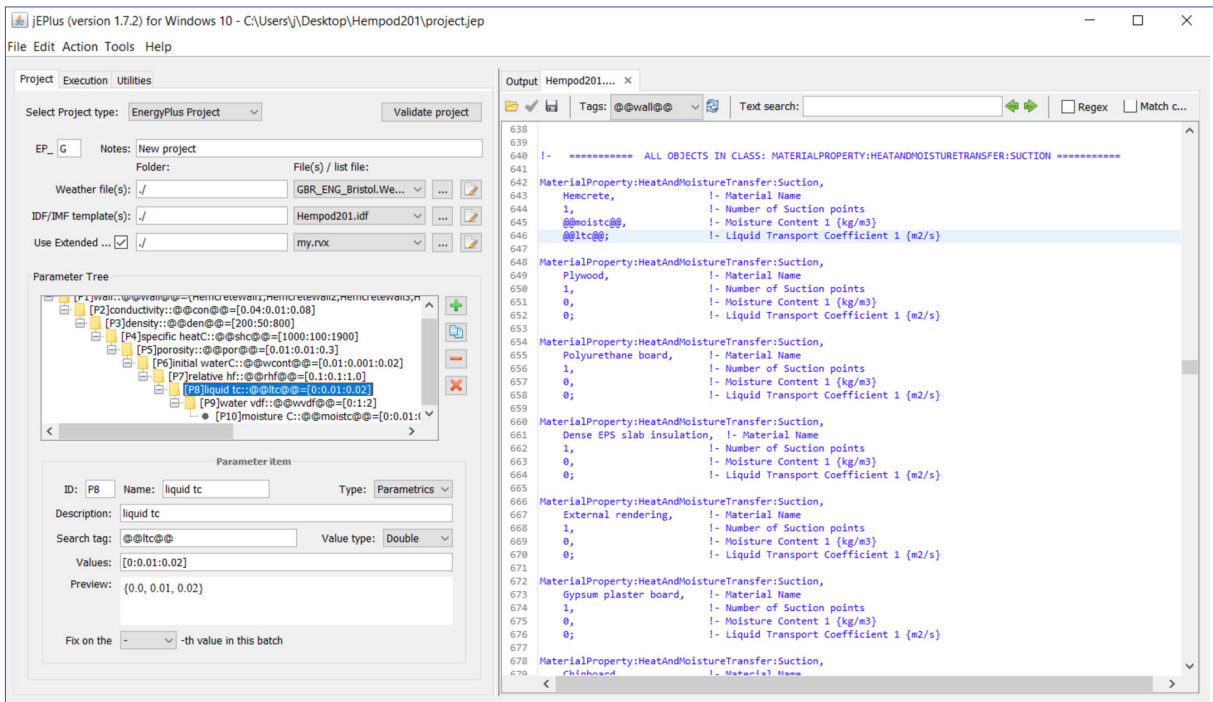 jEPlus (version 1.7.2) for Windows 10 - C:\Users\j\Desktop\Hempod201\project.jep
File Edit Action Tools Help
Project Execution Utilities
Select Project type: EnergyPlus Project Validate project
EP_ G Notes: New project
Folder: File(s) / list file:
Weather file(s): ./ GBR_ENG_Bristol.We... ...
IDF/IMF template(s): ./ Hempod201.idf ...
Use Extended ... ./ my.rvx ...
Parameter Tree
[P1]wall::@@wall@@={Hemcretewall1,Hemcretewall2,Hemcretewall3,H
[P2]conductivity::@@con@@=[0.04:0.01:0.08]
[P3]density::@@den@@=[200:50:800]
[P4]specific heatC::@@shc@@=[1000:100:1900]
[P5]porosity::@@por@@=[0.01:0.01:0.3]
[P6]initial waterC::@@wcont@@=[0.01:0.001:0.02]
[P7]relative hf::@@rhf@@=[0.1:0.1:1.0]
[P8]liquid tc::@@ltc@@=[0:0.01:0.02]
[P9]water vdf::@@wvdf@@=[0:1:2]
[P10]moisture C::@@moistc@@=[0:0.01:(
Parameter item
ID: P8 Name: liquid tc Type: Parametrics
Description: liquid tc
Search tag: @@ltc@@ Value type: Double
Values: [0:0.01:0.02]
Preview: {0.0, 0.01, 0.02}
Fix on the - -th value in this batch
Output Hempod201.... ×
Tags: @@wall@@ Text search: Regex Match c...
638
639
640 !- =========== ALL OBJECTS IN CLASS: MATERIALPROPERTY:HEATANDMOISTURETRANSFER:SUCTION ===========
641
642 MaterialProperty:HeatAndMoistureTransfer:Suction,
643 Hemcrete, !- Material Name
644 1, !- Number of Suction points
645 @@moistc@@, !- Moisture Content 1 {kg/m3}
646 @@ltc@@; !- Liquid Transport Coefficient 1 {m2/s}
647
648 MaterialProperty:HeatAndMoistureTransfer:Suction,
649 Plywood, !- Material Name
650 1, !- Number of Suction points
651 0, !- Moisture Content 1 {kg/m3}
652 0; !- Liquid Transport Coefficient 1 {m2/s}
653
654 MaterialProperty:HeatAndMoistureTransfer:Suction,
655 Polyurethane board, !- Material Name
656 1, !- Number of Suction points
657 0, !- Moisture Content 1 {kg/m3}
658 0; !- Liquid Transport Coefficient 1 {m2/s}
659
660 MaterialProperty:HeatAndMoistureTransfer:Suction,
661 Dense EPS slab insulation, !- Material Name
662 1, !- Number of Suction points
663 0, !- Moisture Content 1 {kg/m3}
664 0; !- Liquid Transport Coefficient 1 {m2/s}
665
666 MaterialProperty:HeatAndMoistureTransfer:Suction,
667 External rendering, !- Material Name
668 1, !- Number of Suction points
669 0, !- Moisture Content 1 {kg/m3}
670 0; !- Liquid Transport Coefficient 1 {m2/s}
671
672 MaterialProperty:HeatAndMoistureTransfer:Suction,
673 Gypsum plaster board, !- Material Name
674 1, !- Number of Suction points
675 0, !- Moisture Content 1 {kg/m3}
676 0; !- Liquid Transport Coefficient 1 {m2/s}
677
678 MaterialProperty:HeatAndMoistureTransfer:Suction,
679 Chipboard !- Material Name